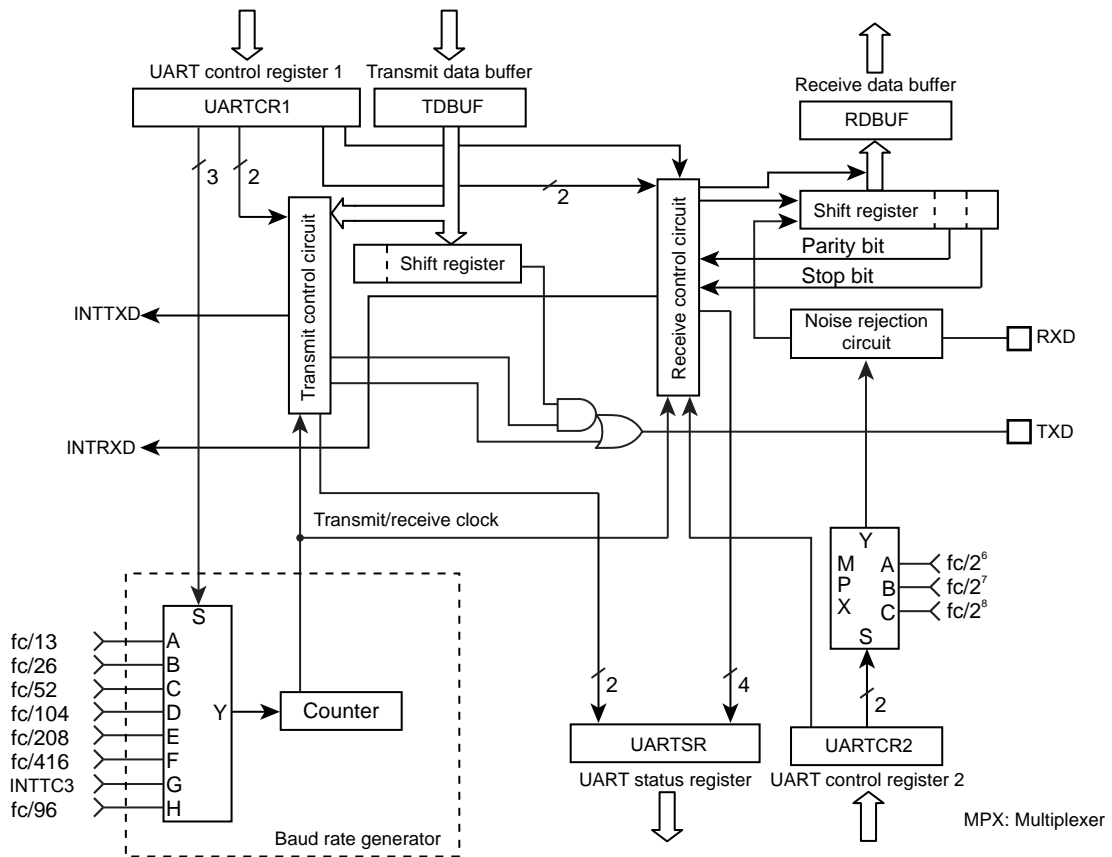 UART control register 1
Transmit data buffer
Receive data buffer
UARTCR1
TDBUF
RDBUF
3
2
2
Shift register
Transmit control circuit
Receive control circuit
Shift register
Parity bit
Stop bit
INTTXD
Noise rejection
circuit
RXD
INTRXD
TXD
Transmit/receive clock
Y
M
P
X
A
B
C
S
fc/2⁶
fc/2⁷
fc/2⁸
S
fc/13
A
fc/26
B
fc/52
C
fc/104
D
fc/208
E
fc/416
F
INTTC3
G
fc/96
H
Y
Counter
2
4
2
UARTSR
UARTCR2
UART status register
UART control register 2
Baud rate generator
MPX: Multiplexer